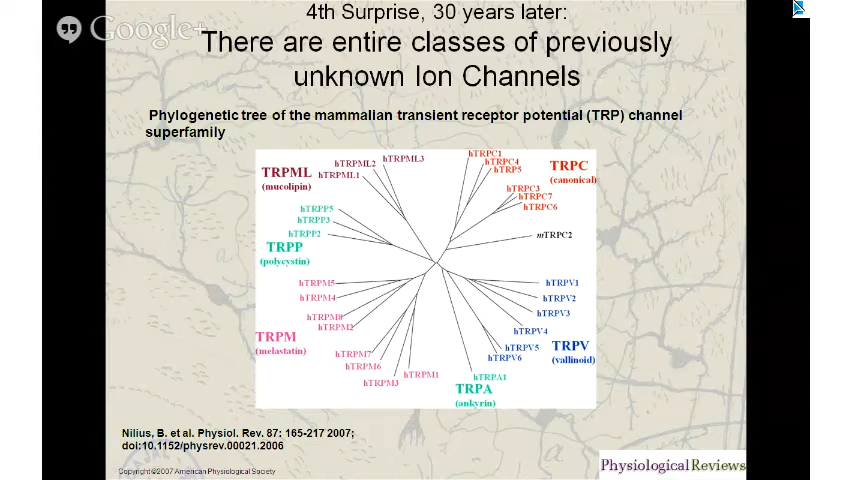 4th Surprise, 30 years later:
Google+
There are entire classes of previously
unknown Ion Channels
Phylogenetic tree of the mammalian transient receptor potential (TRP) channel
superfamily
TRPML
(mucolipin)
hTRPML2
hTRPML3
hTRPML1
hTRPC1
hTRPC4
hTRP5
TRPC
(canonical)
hTRPC3
hTRPC7
hTRPC6
hTRPP5
hTRPP3
hTRPP2
TRPP
(polycystin)
mTRPC2
hTRPM5
hTRPM4
hTRPM8
hTRPM2
TRPM
(melastatin)
hTRPM7
hTRPM6
hTRPM3
hTRPM1
hTRPV1
hTRPV2
hTRPV3
hTRPV4
hTRPV5
hTRPV6
TRPV
(vallinoid)
hTRPA1
TRPA
(ankyrin)
Nilius, B. et al. Physiol. Rev. 87: 165-217 2007;
doi:10.1152/physrev.00021.2006
Copyright ©2007 American Physiological Society
Physiological Reviews